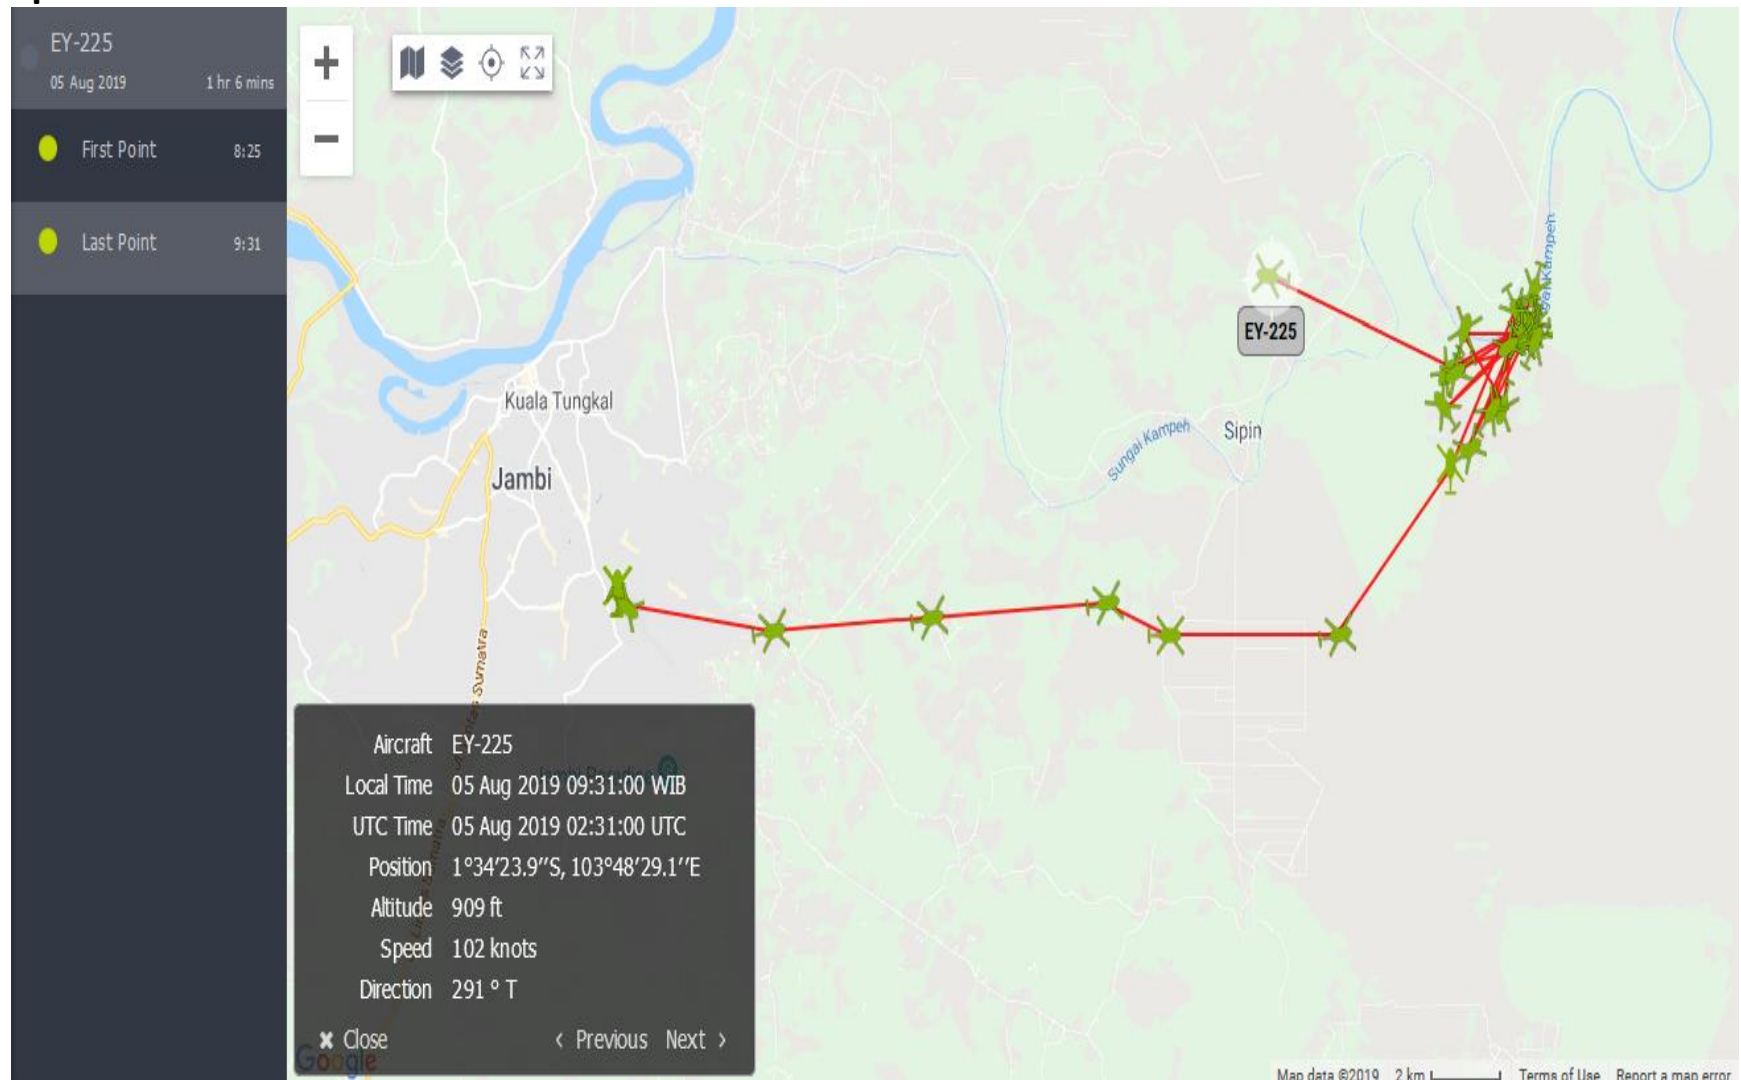 EY-225
05 Aug 2019 1 hr 6 mins
First Point 8:25
Last Point 9:31
EY-225
Kuala Tungkal
Sungai Kampeh
Sipin
Jambi
Aircraft EY-225
Local Time 05 Aug 2019 09:31:00 WIB
UTC Time 05 Aug 2019 02:31:00 UTC
Position 1°34'23.9''S, 103°48'29.1''E
Altitude 909 ft
Speed 102 knots
Direction 291 ° T
✖ Close ‹ Previous Next ›
Google
Map data ©2019 2 km Terms of Use Report a map error